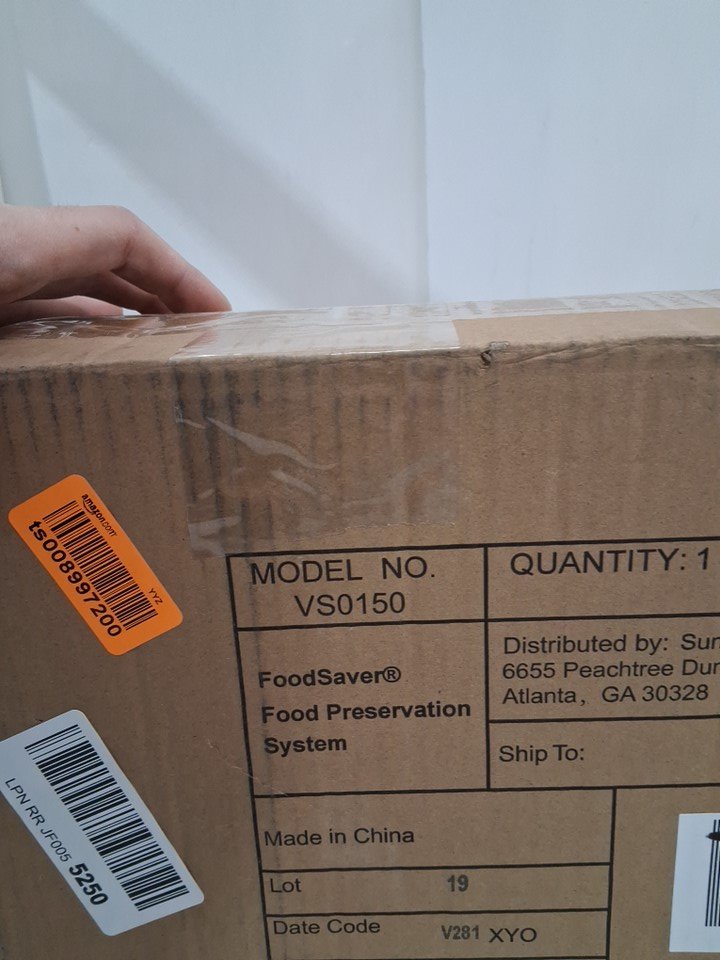 amazon.com
YYZ
ts008997200
LPN RR JF005 5250
MODEL NO.
VS0150
QUANTITY: 1
FoodSaver®
Food Preservation
System
Distributed by: Sun
6655 Peachtree Dun
Atlanta, GA 30328
Ship To:
Made in China
Lot 19
Date Code V281 XYO